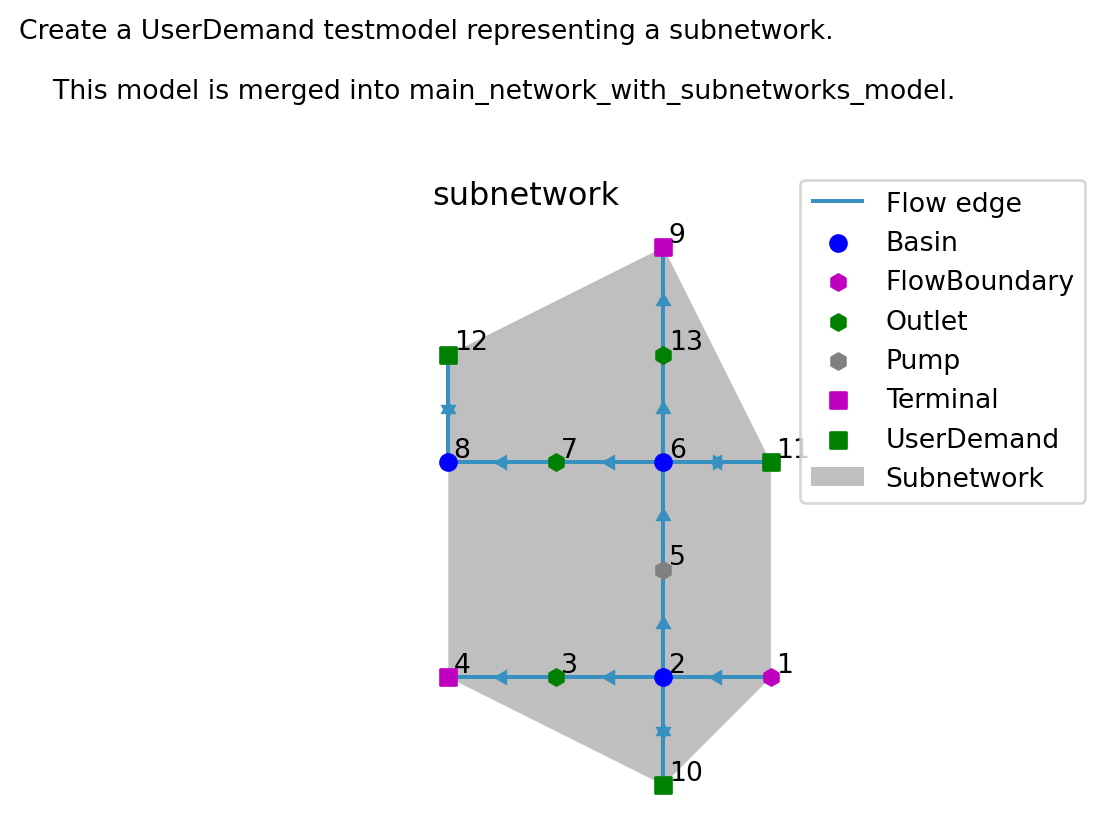 Create a UserDemand testmodel representing a subnetwork.
This model is merged into main_network_with_subnetworks_model.
subnetwork
Flow edge
Basin
FlowBoundary
Outlet
Pump
Terminal
UserDemand
Subnetwork
9
12
13
8
7
6
11
5
4
3
2
1
10